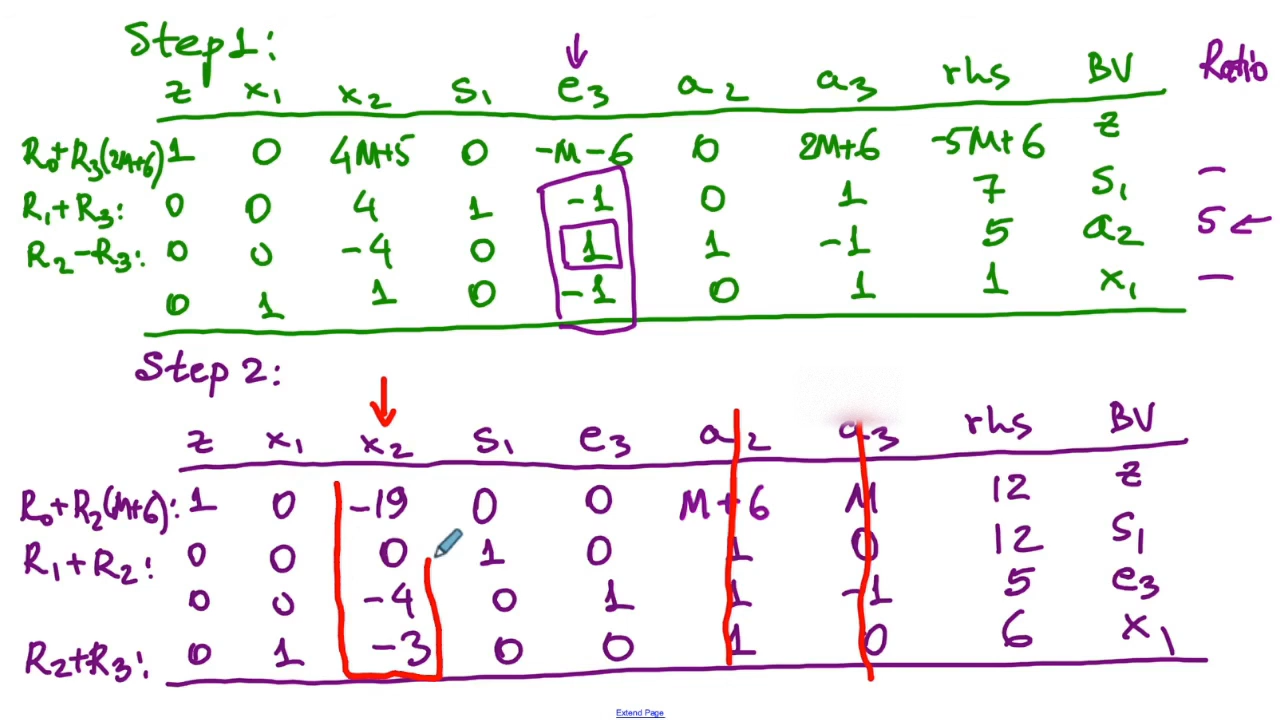 Step 1:
z x₁ x₂ s₁ e₃ a₂ a₃ rhs BV Ratio
R₀+R₃(2M+6) 1 0 4M+5 0 -M-6 0 2M+6 -5M+6 z
R₁+R₃: 0 0 4 1 -1 0 1 7 s₁ -
R₂-R₃: 0 0 -4 0 1 1 -1 5 a₂ 5 ←
0 1 1 0 -1 0 1 1 x₁ -
Step 2:
z x₁ x₂ s₁ e₃ a₂ a₃ rhs BV
R₀+R₂(M+6): 1 0 -19 0 0 M+6 M 12 z
R₁+R₂: 0 0 0 1 0 1 0 12 s₁
0 0 -4 0 1 1 -1 5 e₃
R₂+R₃: 0 1 -3 0 0 1 0 6 x₁
Extend Page